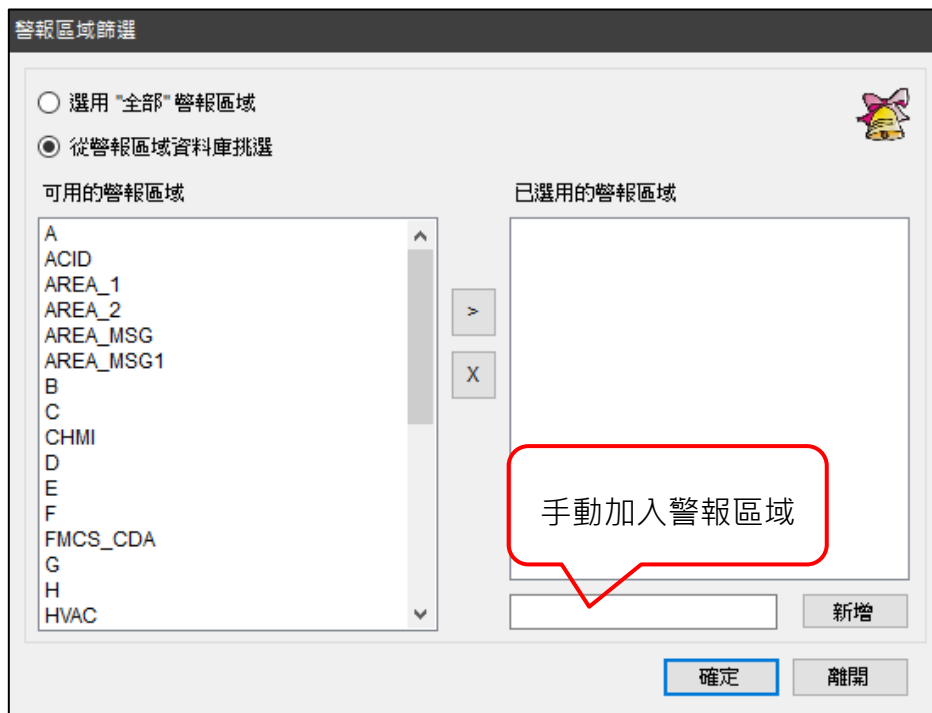 警報區域篩選
選用 "全部" 警報區域
從警報區域資料庫挑選
可用的警報區域
已選用的警報區域
A
ACID
AREA_1
AREA_2
AREA_MSG
AREA_MSG1
B
C
CHMI
D
E
F
FMCS_CDA
G
H
HVAC
>
X
手動加入警報區域
新增
確定
離開